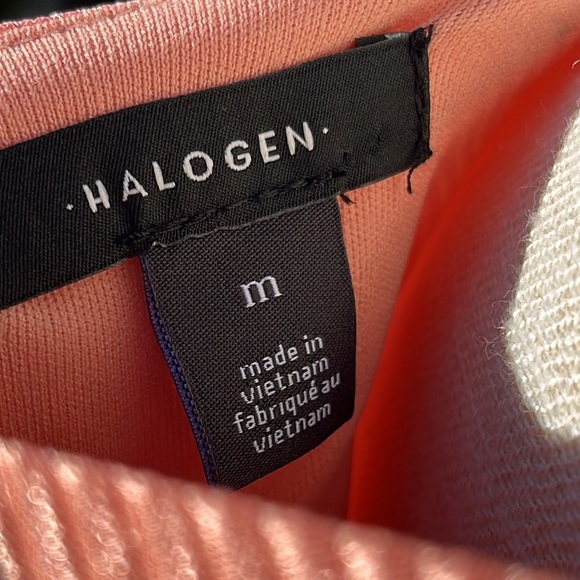 ·HALOGEN·
m
made in
vietnam
fabriqué au
vietnam